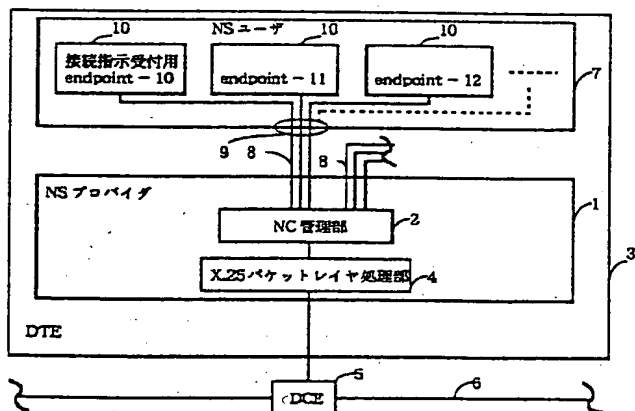 10
NSユーザ
10
10
接続指示受付用
endpoint-10
endpoint-11
endpoint-12
7
9
8
8
NSプロバイダ
1
NC管理部
2
3
X.25パケットレイヤ処理部
4
DTE
5
6
DCE